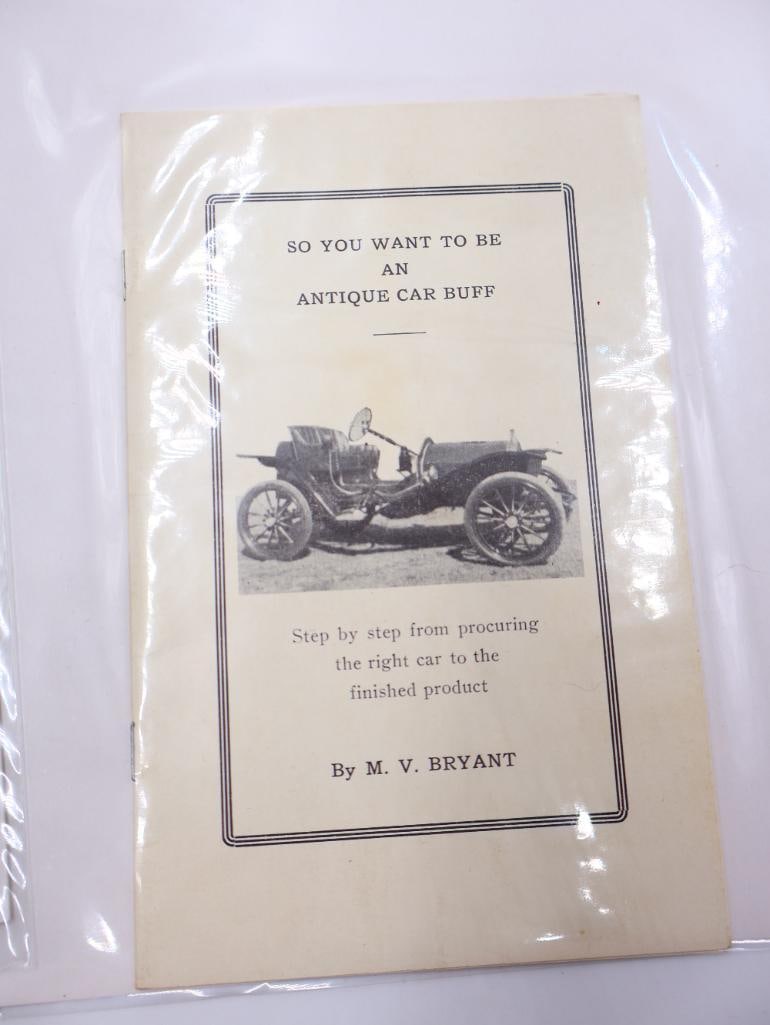 SO YOU WANT TO BE
AN
ANTIQUE CAR BUFF
Step by step from procuring
the right car to the
finished product
By M. V. BRYANT